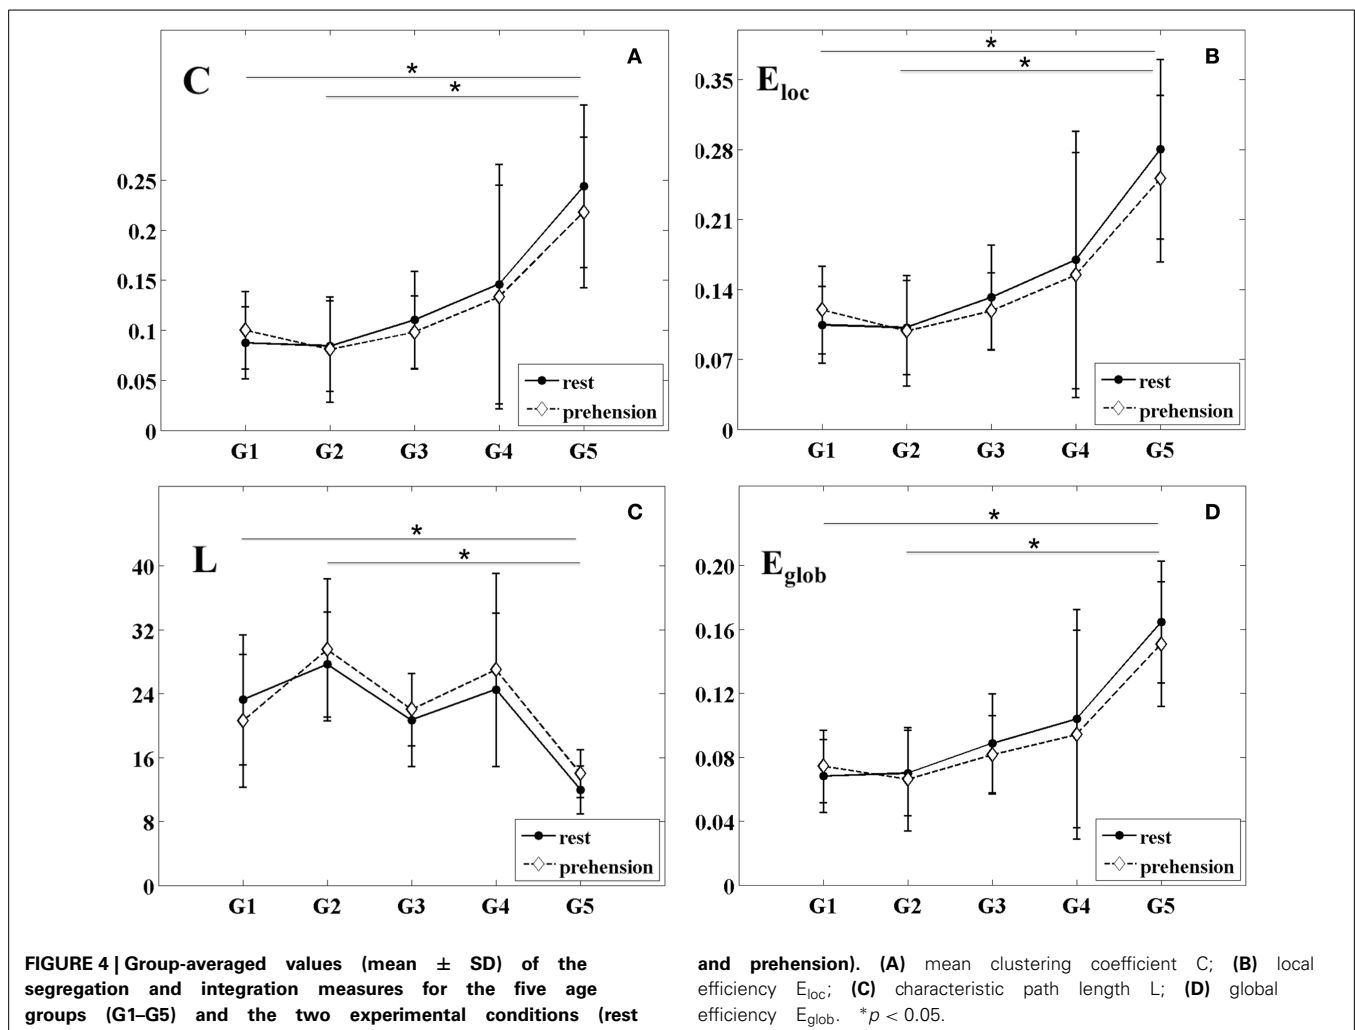 A
C
*
*
0.25
0.2
0.15
0.1
0.05
0
rest
prehension
G1 G2 G3 G4 G5
B
E_loc
*
*
0.35
0.28
0.21
0.14
0.07
0
rest
prehension
G1 G2 G3 G4 G5
C
L
*
*
40
32
24
16
8
0
rest
prehension
G1 G2 G3 G4 G5
D
E_glob
*
*
0.20
0.16
0.12
0.08
0.04
0
rest
prehension
G1 G2 G3 G4 G5
FIGURE 4 | Group-averaged values (mean ± SD) of the
segregation and integration measures for the five age
groups (G1–G5) and the two experimental conditions (rest
and prehension). (A) mean clustering coefficient C; (B) local
efficiency E_loc; (C) characteristic path length L; (D) global
efficiency E_glob. *p < 0.05.